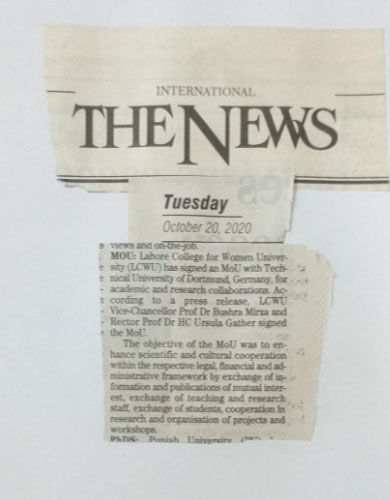 INTERNATIONAL
THE NEWS
Tuesday
October 20, 2020
views and on-the-job.
MOU: Lahore College for Women Univer-
sity (LCWU) has signed an MoU with Tech-
nical University of Dortmund, Germany, for
academic and research collaborations. Ac-
cording to a press release, LCWU
Vice-Chancellor Prof Dr Bushra Mirza and
Rector Prof Dr HC Ursula Gather signed
the MoU.
The objective of the MoU was to en-
hance scientific and cultural cooperation
within the respective legal, financial and ad-
ministrative framework by exchange of in-
formation and publications of mutual inter-
est, exchange of teaching and research
staff, exchange of students, cooperation in
research and organisation of projects and
workshops.
PhDS: Punjab University